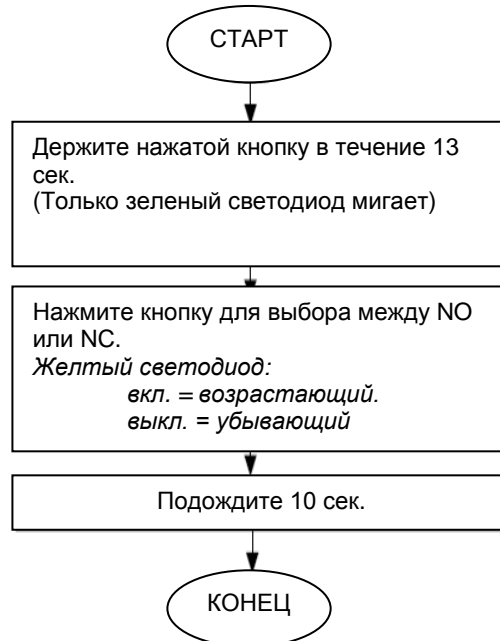 СТАРТ
Держите нажатой кнопку в течение 13
сек.
(Только зеленый светодиод мигает)
Нажмите кнопку для выбора между NO
или NC.
Желтый светодиод:
вкл. = возрастающий.
выкл. = убывающий
Подождите 10 сек.
КОНЕЦ